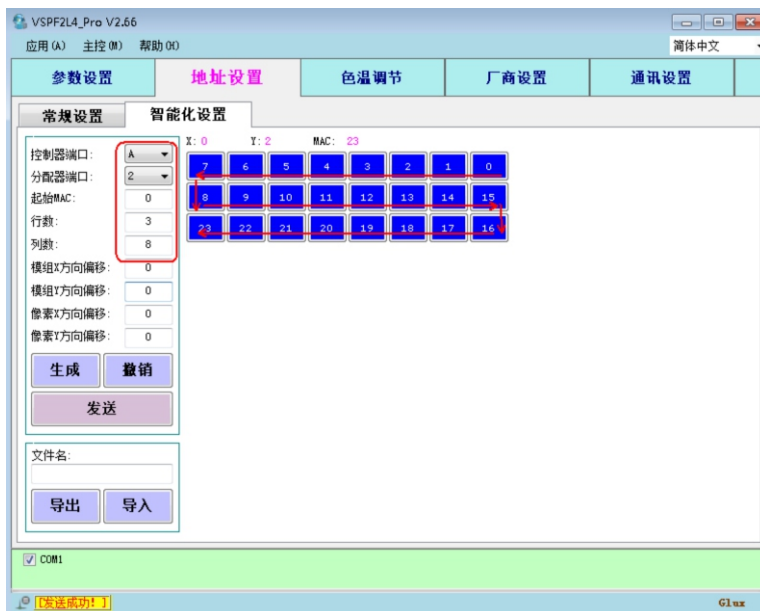 VSPF2L4_Pro V2.66
应用(A) 主控(M) 帮助(H) 简体中文
参数设置 地址设置 色温调节 厂商设置 通讯设置
常规设置 智能化设置
X: 0 Y: 2 MAC: 23
控制器端口: A
分配器端口: 2
起始MAC: 0
行数: 3
列数: 8
模组X方向偏移: 0
模组Y方向偏移: 0
像素X方向偏移: 0
像素Y方向偏移: 0
生成 撤销
发送
7 6 5 4 3 2 1 0
8 9 10 11 12 13 14 15
23 22 21 20 19 18 17 16
文件名:
导出 导入
COM1
[发送成功!] Glux